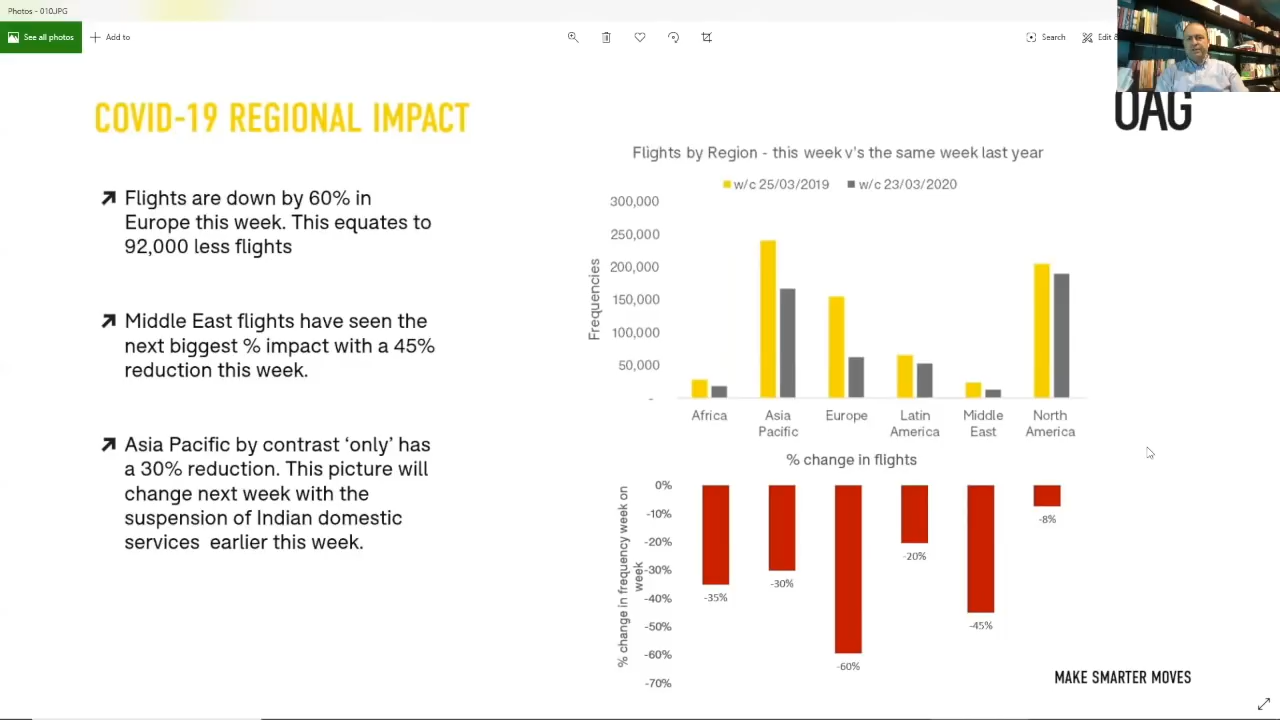 Photos - 010.JPG
See all photos
Add to
Search
Edit &
OAG
COVID-19 REGIONAL IMPACT
Flights are down by 60% in
Europe this week. This equates to
92,000 less flights
Middle East flights have seen the
next biggest % impact with a 45%
reduction this week.
Asia Pacific by contrast ‘only’ has
a 30% reduction. This picture will
change next week with the
suspension of Indian domestic
services earlier this week.
Flights by Region - this week v's the same week last year
w/c 25/03/2019 w/c 23/03/2020
Frequencies
300,000
250,000
200,000
150,000
100,000
50,000
-
Africa Asia Pacific Europe Latin America Middle East North America
% change in flights
% change in frequency week on
week
0%
-10%
-20%
-30%
-40%
-50%
-60%
-70%
-35% -30% -60% -20% -45% -8%
MAKE SMARTER MOVES